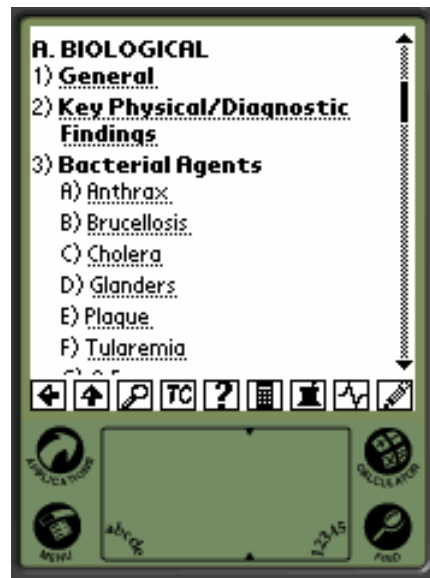 A. BIOLOGICAL
1) General
2) Key Physical/Diagnostic
Findings
3) Bacterial Agents
A) Anthrax
B) Brucellosis
C) Cholera
D) Glanders
E) Plague
F) Tularemia
TC ?
APPLICATIONS
CALCULATOR
MENU
abcde
12345
FIND